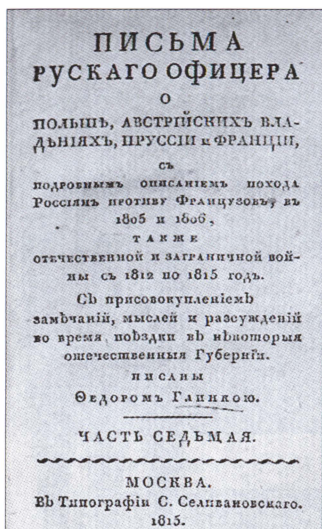 ПИСЬМА
РУСКАГО ОФИЦЕРА
О
ПОЛЬШѢ, АВСТРІЙСКИХЪ ВЛА-
ДѢНІЯХЪ, ПРУССІИ и ФРАНЦІИ,
съ
подробнымъ описаніемъ похода
Россіянъ противу Французовъ, въ
1805 и 1806,
ТАКЖЕ
отечественной и заграничной вой-
ны съ 1812 по 1815 годъ.
Съ присовокупленіемъ
замѣчаній, мыслей и разсужденій
во время поѣздки въ нѣкоторыя
отечественныя Губерніи.
ПИСАНЫ
Ѳедоромъ Глинкою.
ЧАСТЬ СЕДЬМАЯ.
МОСКВА.
Въ Типографіи С. Селивановскаго.
1815.